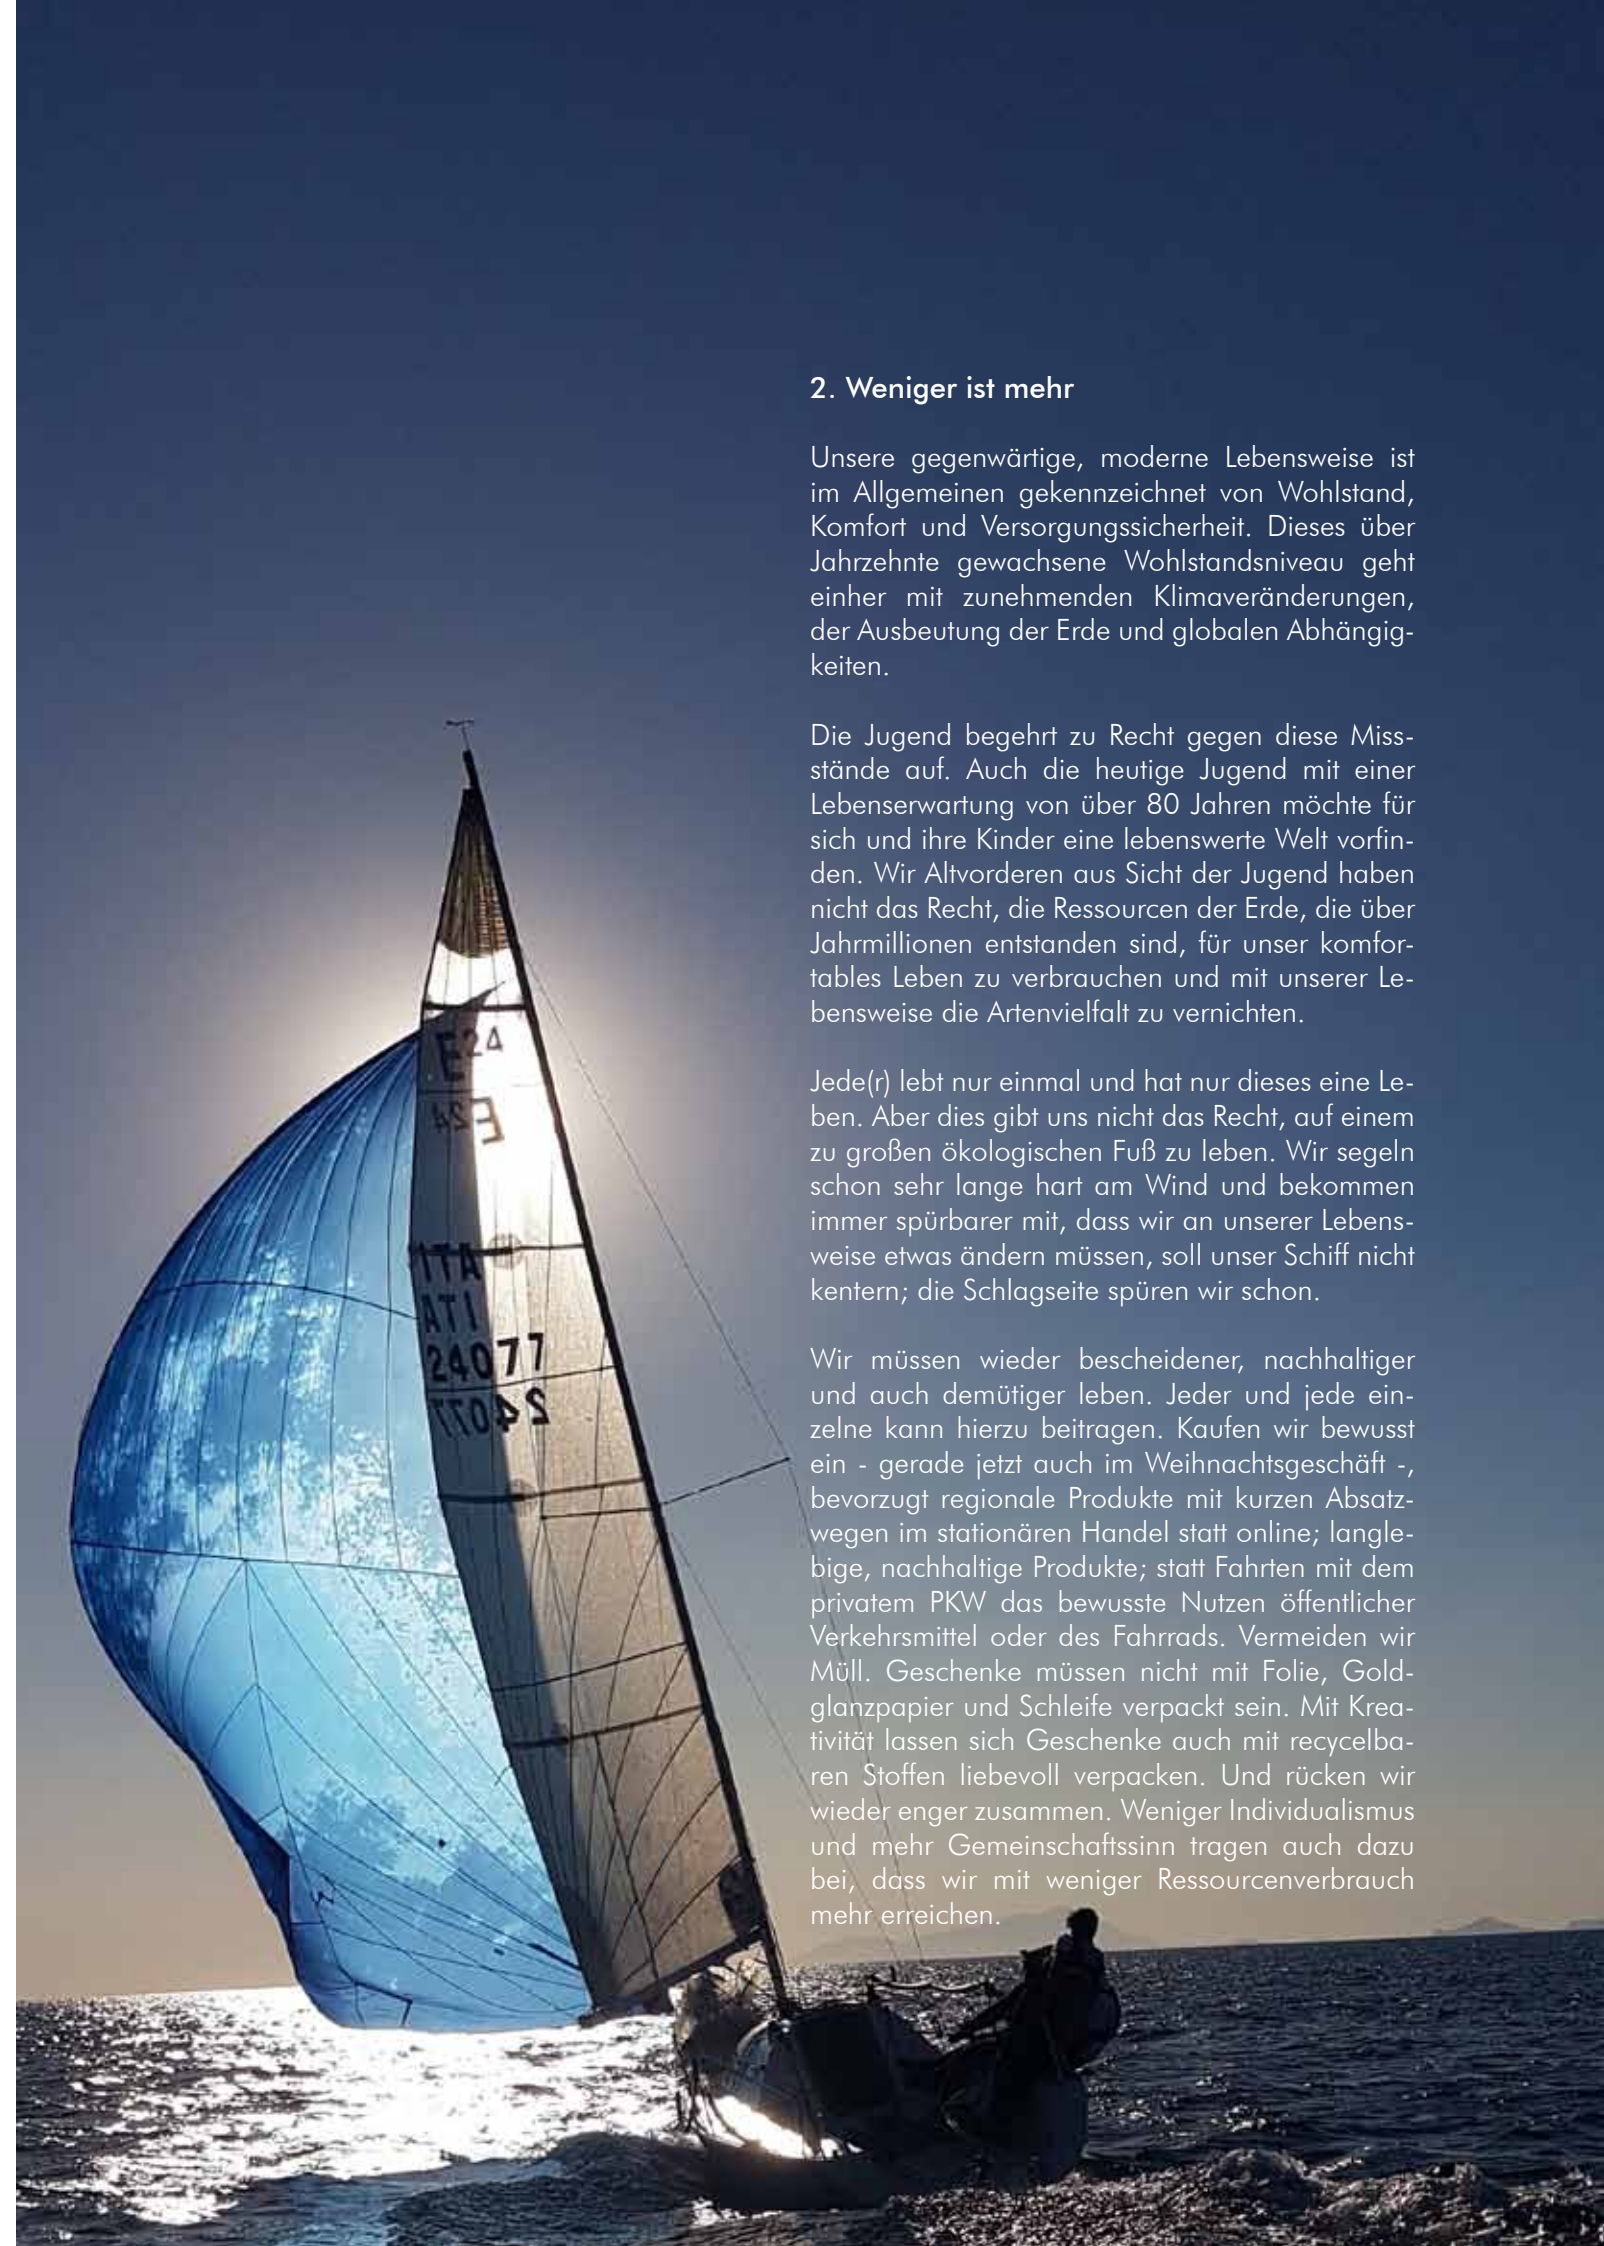 2. Weniger ist mehr
Unsere gegenwärtige, moderne Lebensweise ist
im Allgemeinen gekennzeichnet von Wohlstand,
Komfort und Versorgungssicherheit. Dieses über
Jahrzehnte gewachsene Wohlstandsniveau geht
einher mit zunehmenden Klimaveränderungen,
der Ausbeutung der Erde und globalen Abhängig-
keiten.
Die Jugend begehrt zu Recht gegen diese Miss-
stände auf. Auch die heutige Jugend mit einer
Lebenserwartung von über 80 Jahren möchte für
sich und ihre Kinder eine lebenswerte Welt vorfin-
den. Wir Altvorderen aus Sicht der Jugend haben
nicht das Recht, die Ressourcen der Erde, die über
Jahrmillionen entstanden sind, für unser komfor-
tables Leben zu verbrauchen und mit unserer Le-
bensweise die Artenvielfalt zu vernichten.
Jede(r) lebt nur einmal und hat nur dieses eine Le-
ben. Aber dies gibt uns nicht das Recht, auf einem
zu großen ökologischen Fuß zu leben. Wir segeln
schon sehr lange hart am Wind und bekommen
immer spürbarer mit, dass wir an unserer Lebens-
weise etwas ändern müssen, soll unser Schiff nicht
kentern; die Schlagseite spüren wir schon.
Wir müssen wieder bescheidener, nachhaltiger
und auch demütiger leben. Jeder und jede ein-
zelne kann hierzu beitragen. Kaufen wir bewusst
ein - gerade jetzt auch im Weihnachtsgeschäft -,
bevorzugt regionale Produkte mit kurzen Absatz-
wegen im stationären Handel statt online; langle-
bige, nachhaltige Produkte; statt Fahrten mit dem
privatem PKW das bewusste Nutzen öffentlicher
Verkehrsmittel oder des Fahrrads. Vermeiden wir
Müll. Geschenke müssen nicht mit Folie, Gold-
glanzpapier und Schleife verpackt sein. Mit Krea-
tivität lassen sich Geschenke auch mit recycelba-
ren Stoffen liebevoll verpacken. Und rücken wir
wieder enger zusammen. Weniger Individualismus
und mehr Gemeinschaftssinn tragen auch dazu
bei, dass wir mit weniger Ressourcenverbrauch
mehr erreichen.
E24
E24
ITA
24077
24077